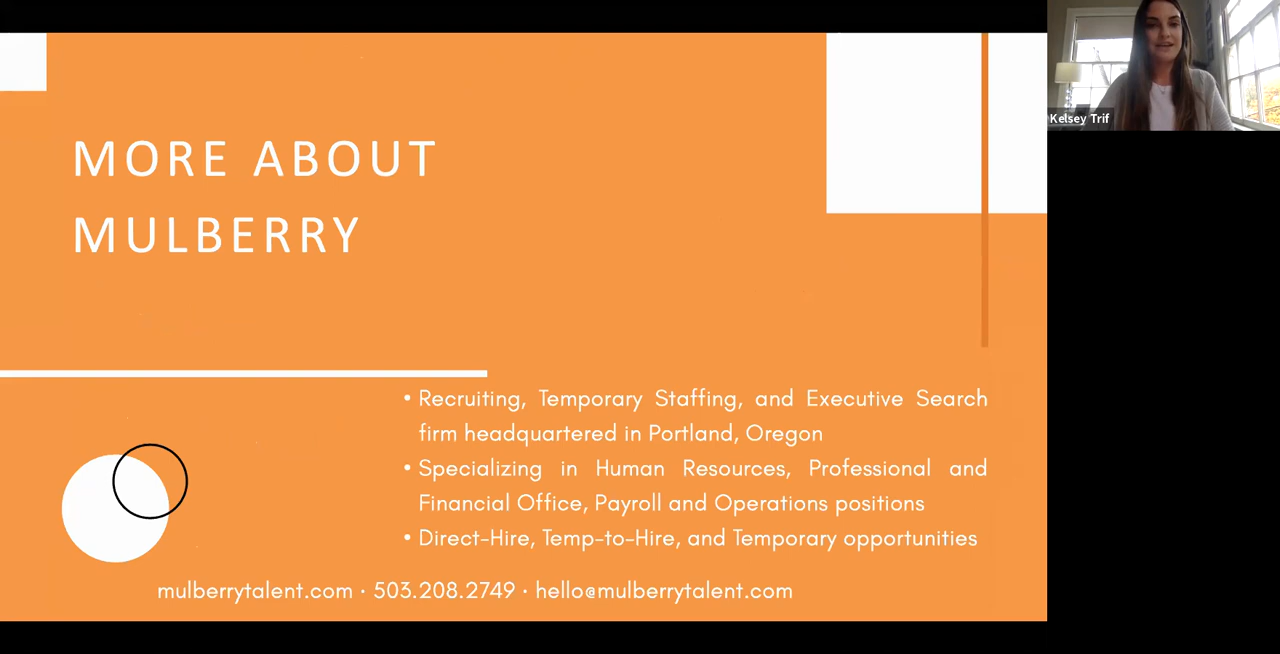 MORE ABOUT
MULBERRY
Kelsey Trif
• Recruiting, Temporary Staffing, and Executive Search
firm headquartered in Portland, Oregon
• Specializing in Human Resources, Professional and
Financial Office, Payroll and Operations positions
• Direct-Hire, Temp-to-Hire, and Temporary opportunities
mulberrytalent.com · 503.208.2749 · hello@mulberrytalent.com